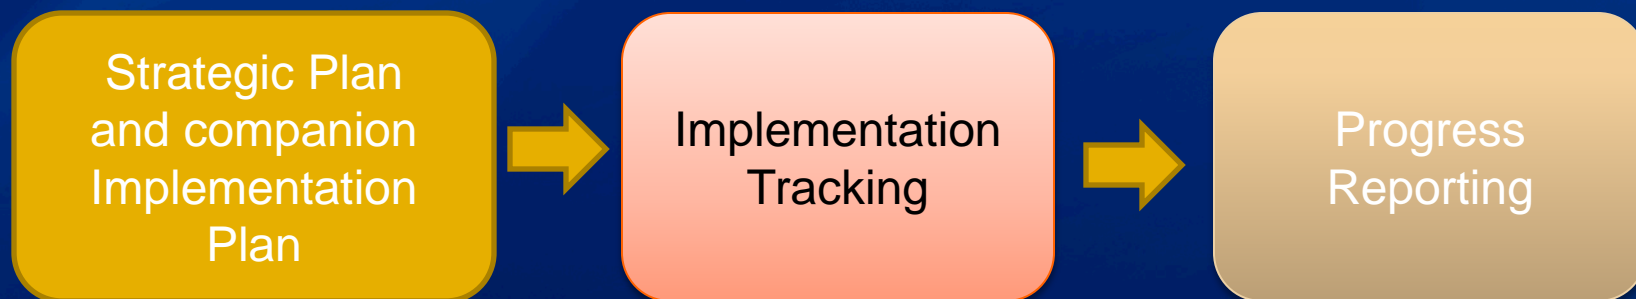 Strategic Plan
and companion
Implementation
Plan
Implementation
Tracking
Progress
Reporting